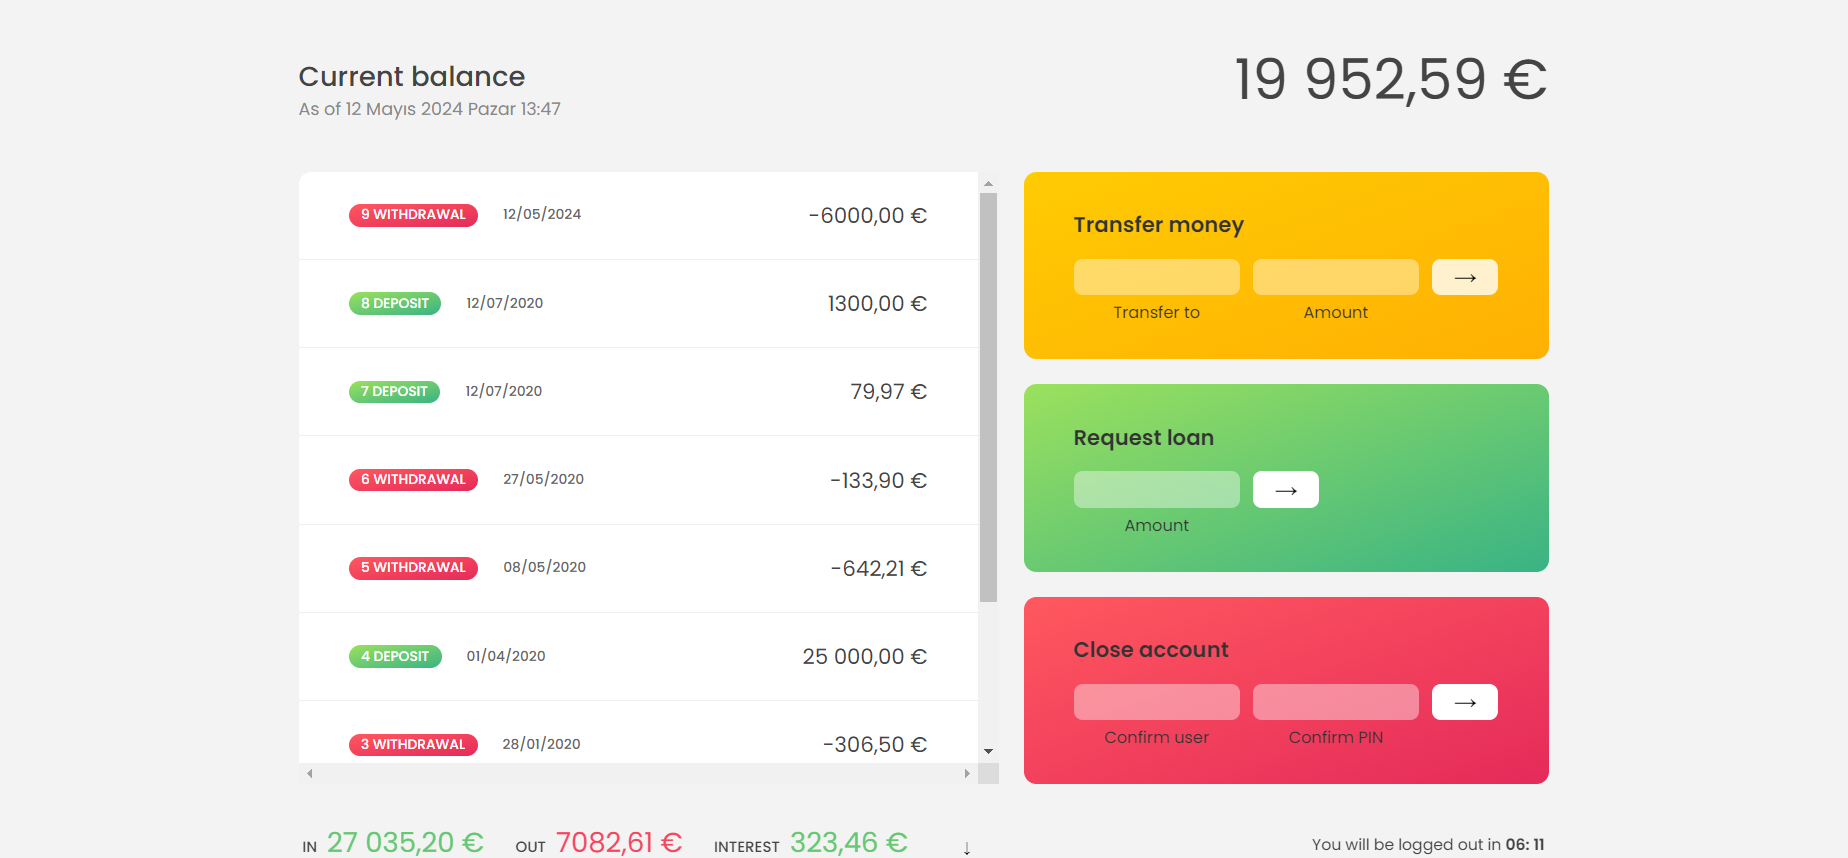 Current balance
As of 12 Mayıs 2024 Pazar 13:47
19 952,59 €
9 WITHDRAWAL 12/05/2024 -6000,00 €
8 DEPOSIT 12/07/2020 1300,00 €
7 DEPOSIT 12/07/2020 79,97 €
6 WITHDRAWAL 27/05/2020 -133,90 €
5 WITHDRAWAL 08/05/2020 -642,21 €
4 DEPOSIT 01/04/2020 25 000,00 €
3 WITHDRAWAL 28/01/2020 -306,50 €
Transfer money
→
Transfer to Amount
Request loan
→
Amount
Close account
→
Confirm user Confirm PIN
IN 27 035,20 € OUT 7082,61 € INTEREST 323,46 € ↓
You will be logged out in 06: 11